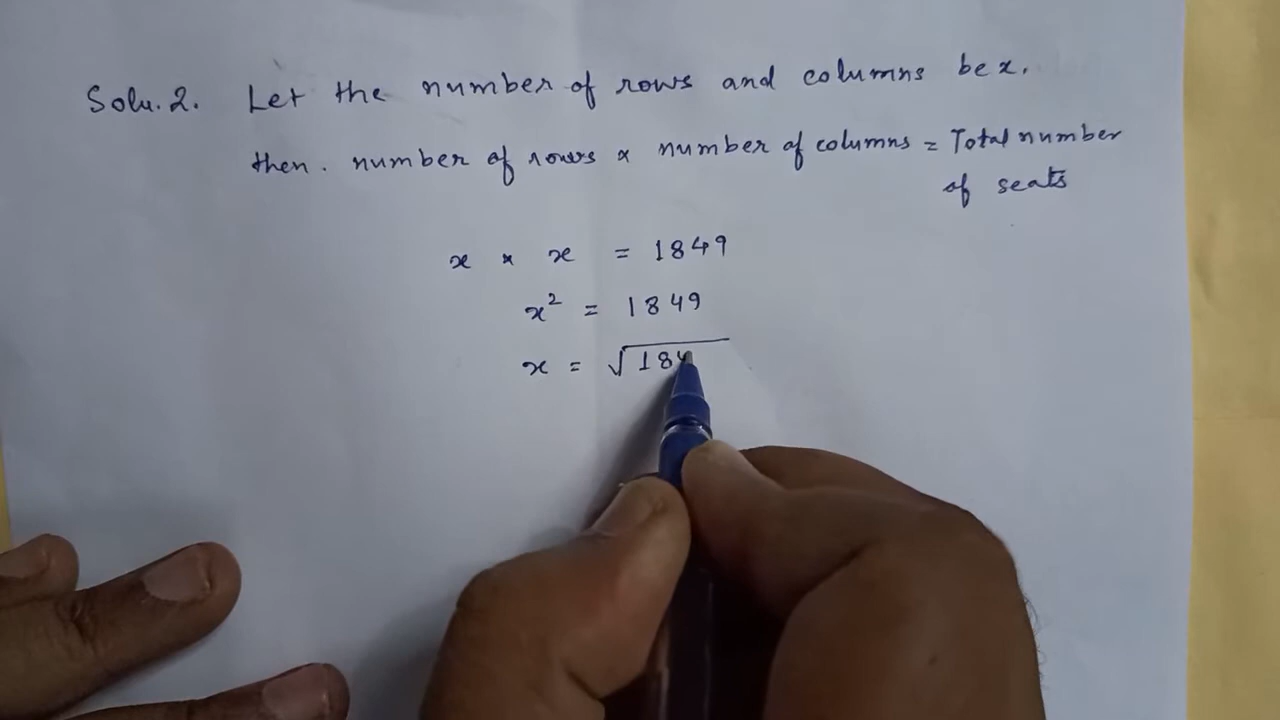 Solu. 2. Let the number of rows and columns be x.
then. number of rows × number of columns = Total number
of seats
x × x = 1849
x² = 1849
x = √184